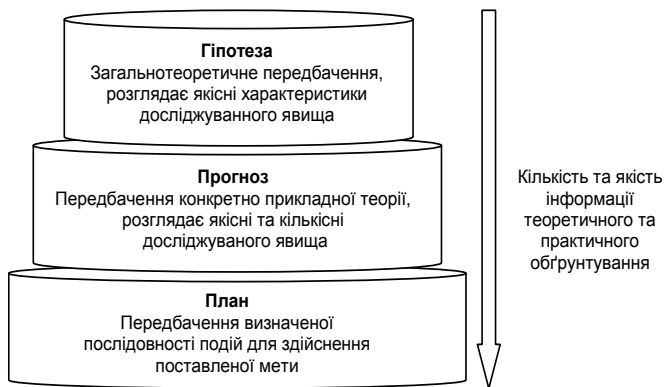 Гіпотеза
Загальнотеоретичне передбачення,
розглядає якісні характеристики
досліджуванного явища
Прогноз
Передбачення конкретно прикладної теорії,
розглядає якісні та кількісні
досліджуваного явища
План
Передбачення визначеної
послідовності подій для здійснення
поставленої мети
Кількість та якість
інформації
теоретичного та
практичного
обґрунтування